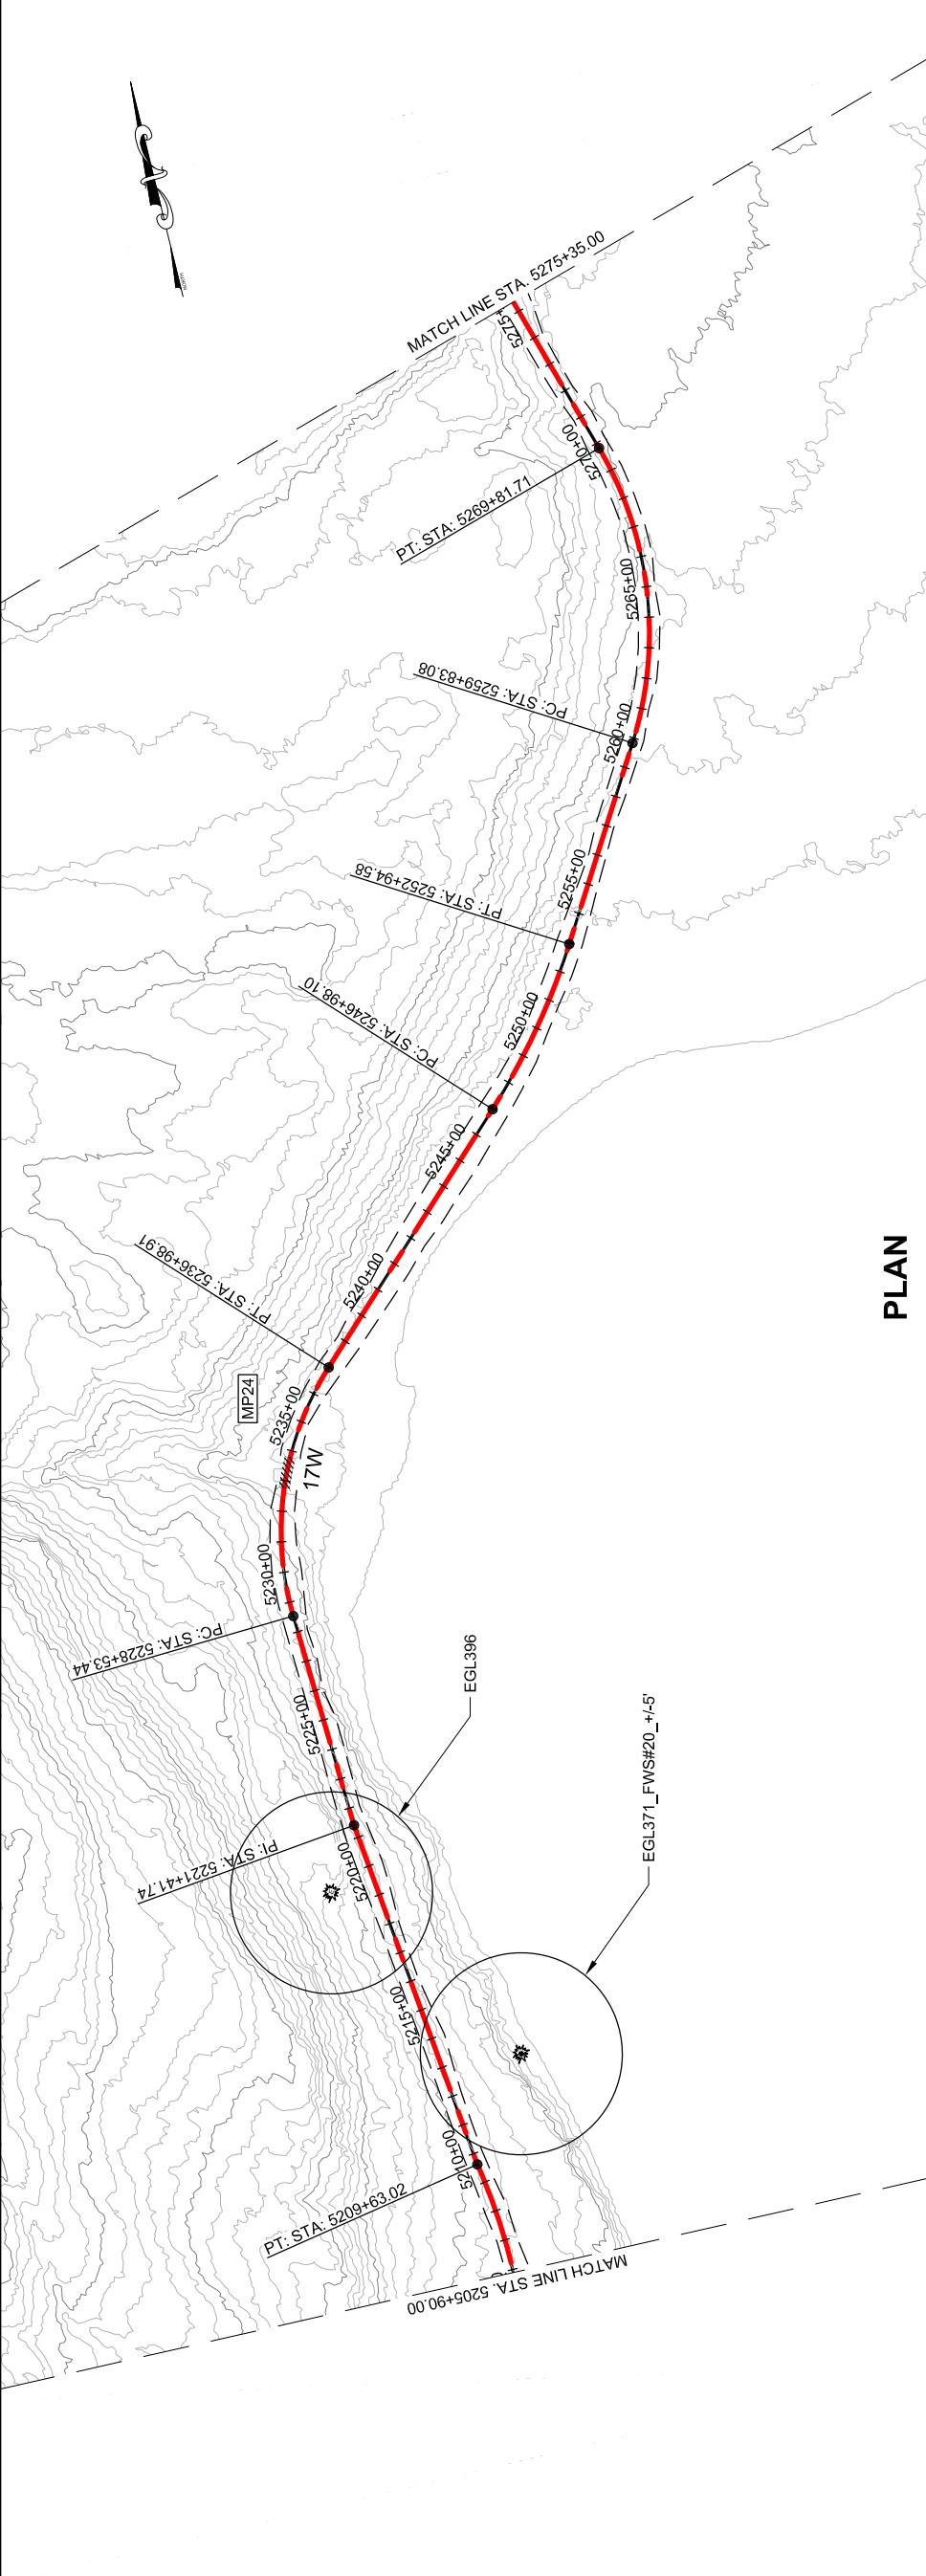 NORTH
MATCH LINE STA. 5275+35.00
5275+
5270+00
PT: STA: 5269+81.71
5265+00
PC: STA: 5259+83.08
5260+00
5255+00
PT: STA: 5252+94.58
5250+00
PC: STA: 5246+98.10
5245+00
PT: STA: 5236+98.91
5240+00
MP24
5235+00
17W
5230+00
PC: STA: 5228+53.44
5225+00
EGL396
PI: STA: 5221+41.74
5220+00
EGL371_FWS#20_+/-5'
5215+00
5210+00
PT: STA: 5209+63.02
MATCH LINE STA. 5205+90.00
PLAN